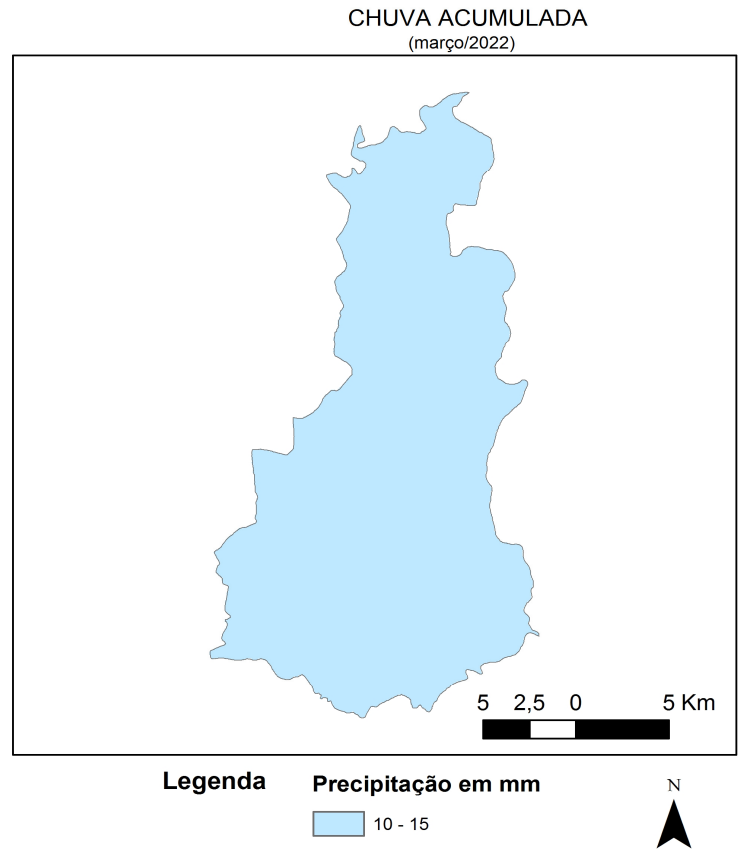 CHUVA ACUMULADA
(março/2022)
5 2,5 0 5 Km
Legenda Precipitação em mm
N
10 - 15